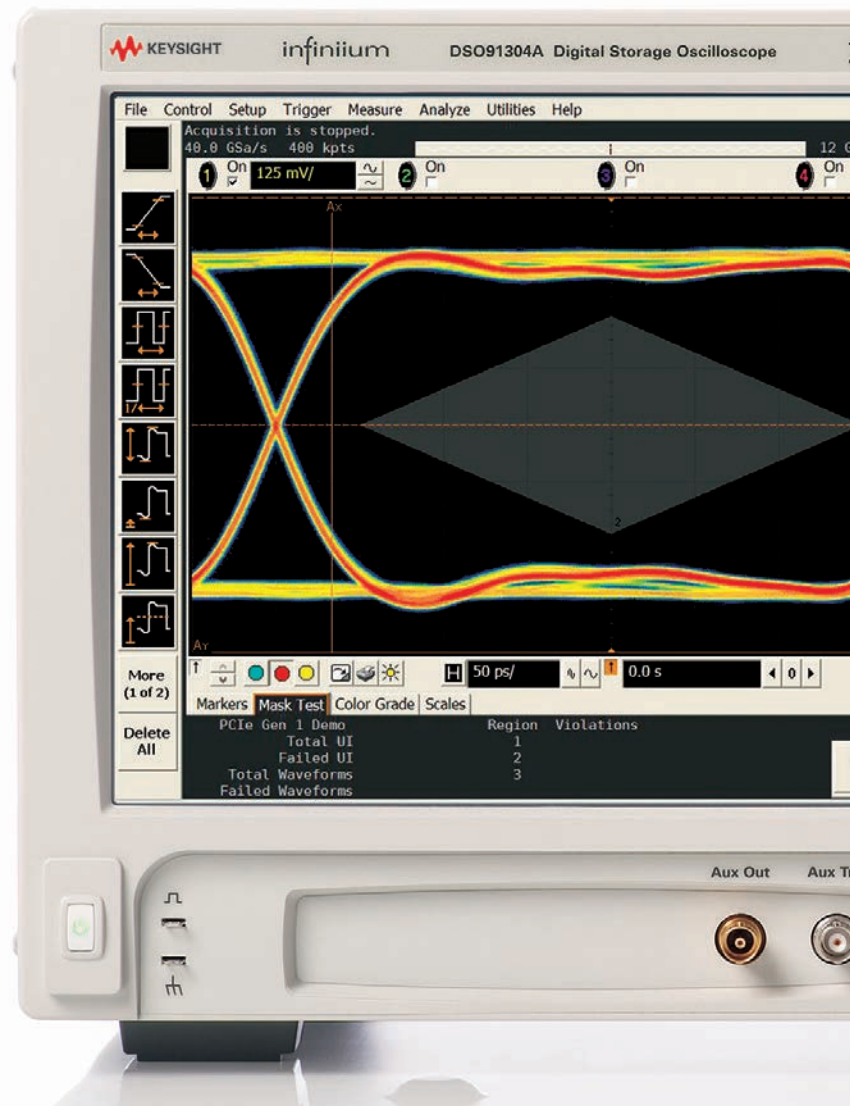 KEYSIGHT infiniium DSO91304A Digital Storage Oscilloscope
File Control Setup Trigger Measure Analyze Utilities Help
Acquisition is stopped.
40.0 GSa/s 400 kpts 12 G
1 On 125 mV/ 2 On 3 On 4 On
Ax
2
Ay
More
(1 of 2)
Delete
All
H 50 ps/ 0.0 s 0
Markers Mask Test Color Grade Scales
PCIe Gen 1 Demo Region Violations
Total UI 1
Failed UI 2
Total Waveforms 3
Failed Waveforms
Aux Out Aux Tr